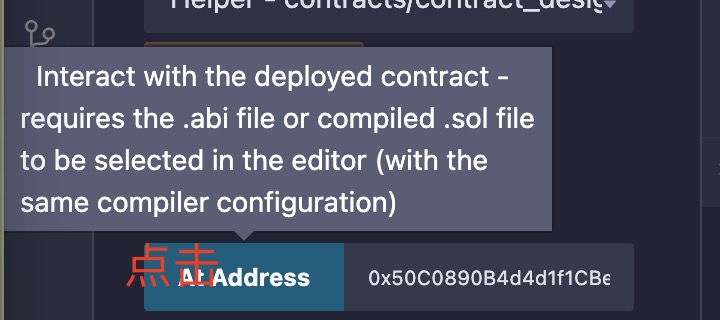 Helper - contracts/contract_desig
Interact with the deployed contract -
requires the .abi file or compiled .sol file
to be selected in the editor (with the
same compiler configuration)
点击
At Address
0x50C0890B4d4d1f1CBe